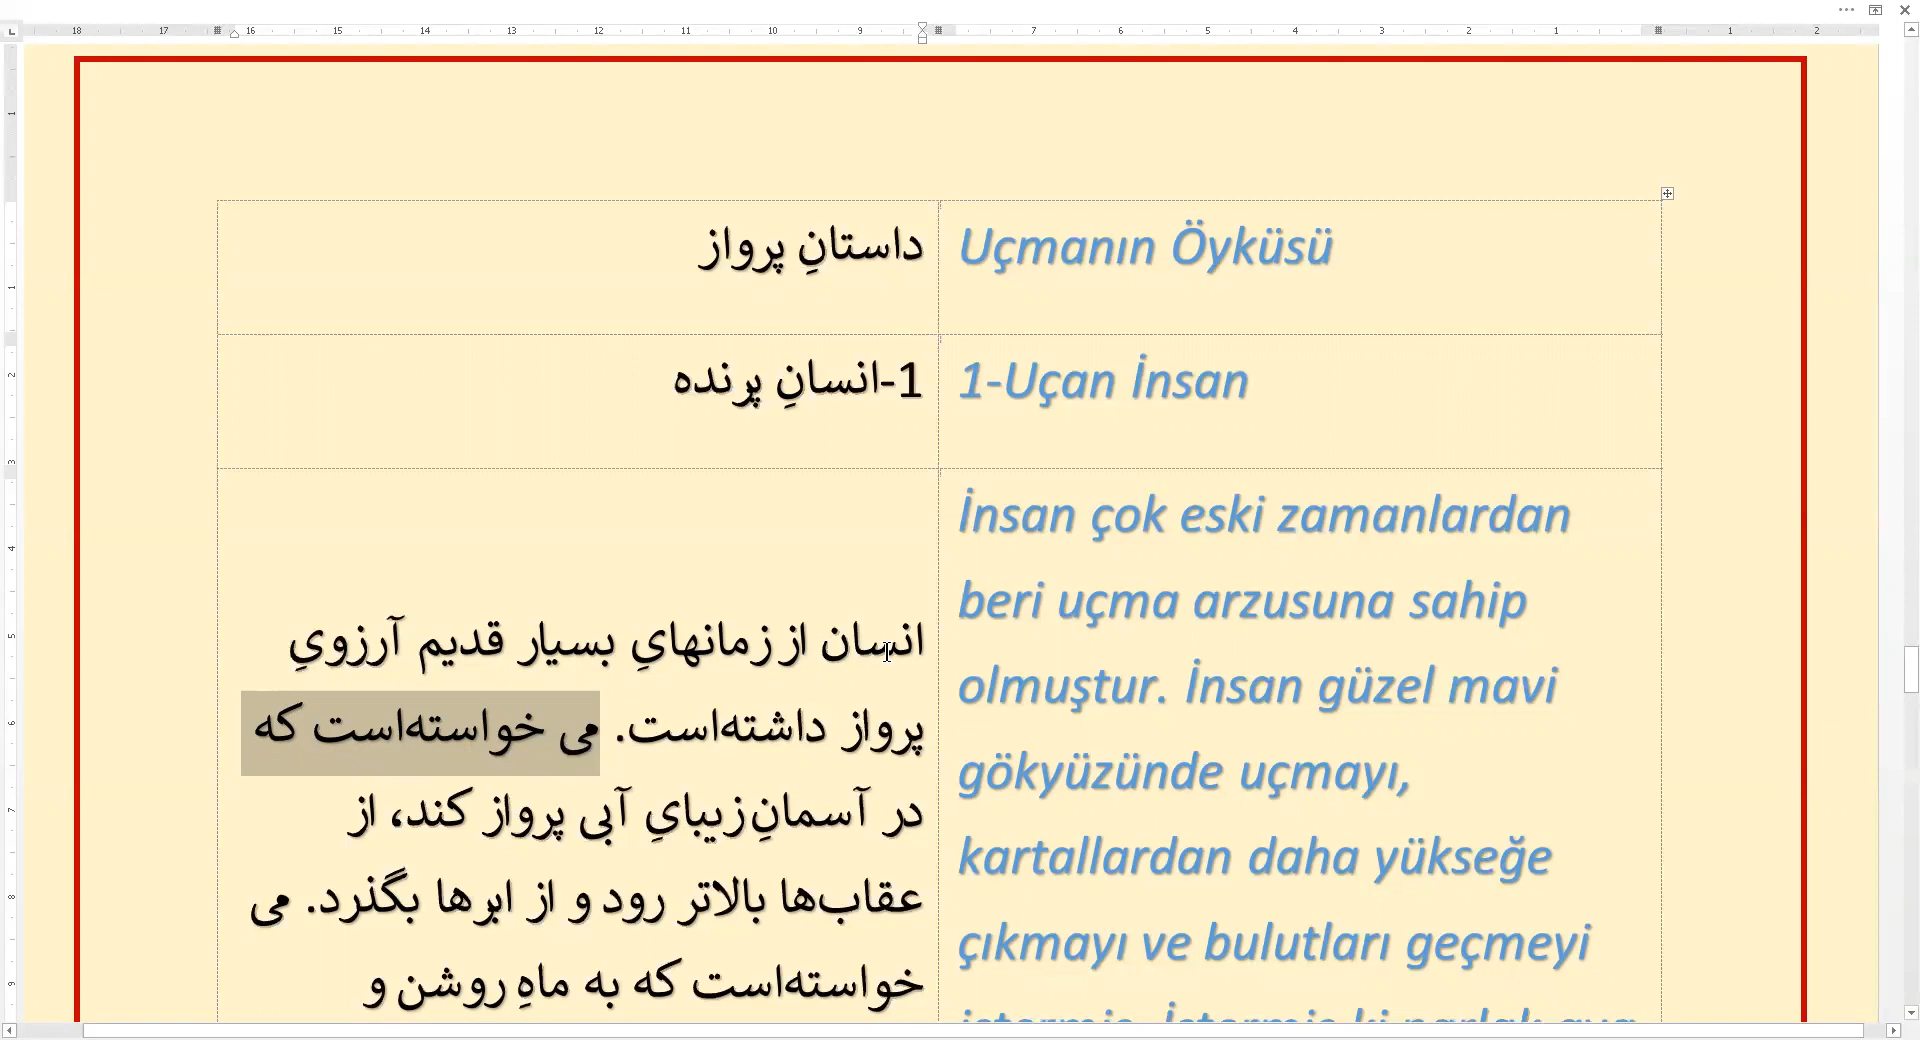 Uçmanın Öyküsü
داستانِ پرواز
1-Uçan İnsan
1-انسانِ پرنده
İnsan çok eski zamanlardan
beri uçma arzusuna sahip
olmuştur. İnsan güzel mavi
gökyüzünde uçmayı,
kartallardan daha yükseğe
çıkmayı ve bulutları geçmeyi
انسان از زمانهایِ بسیار قدیم آرزویِ
پرواز داشته‌است. می خواسته‌است که
در آسمانِ زیبایِ آبی پرواز کند، از
عقاب‌ها بالاتر رود و از ابرها بگذرد. می
خواسته‌است که به ماهِ روشن و